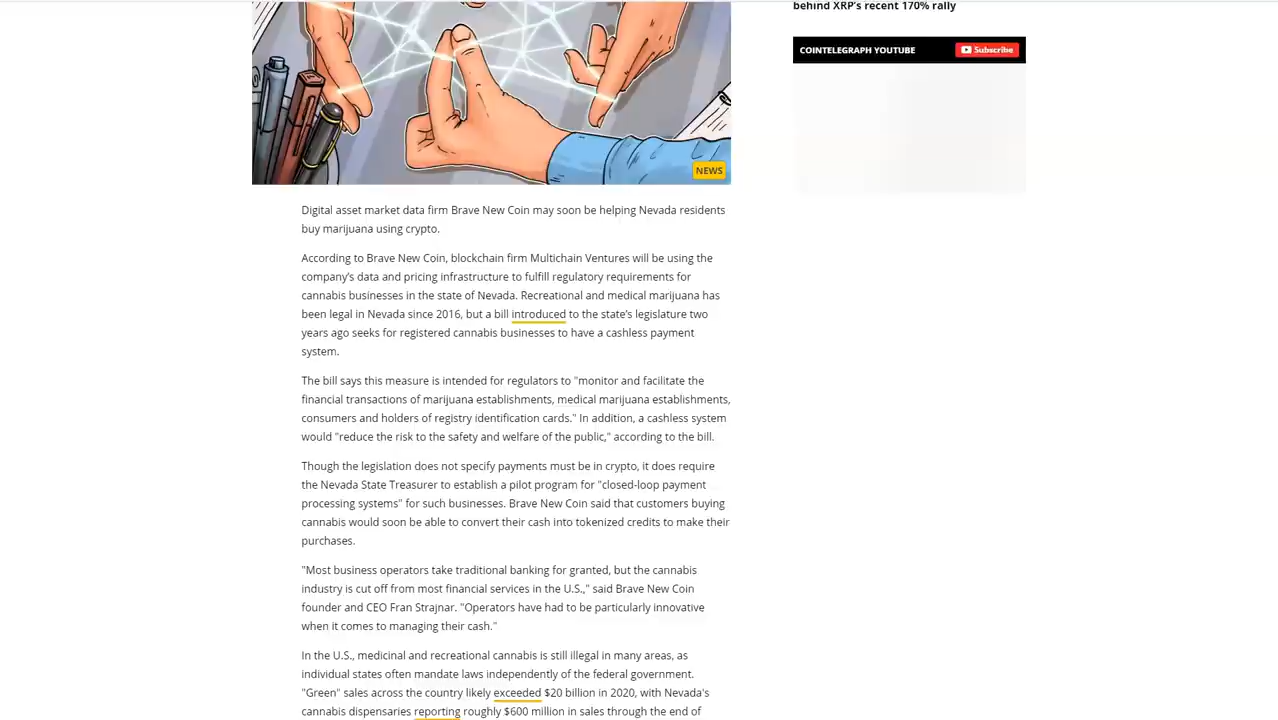 behind XRP's recent 170% rally
COINTELEGRAPH YOUTUBE
Subscribe
NEWS
Digital asset market data firm Brave New Coin may soon be helping Nevada residents
buy marijuana using crypto.
According to Brave New Coin, blockchain firm Multichain Ventures will be using the
company's data and pricing infrastructure to fulfill regulatory requirements for
cannabis businesses in the state of Nevada. Recreational and medical marijuana has
been legal in Nevada since 2016, but a bill introduced to the state's legislature two
years ago seeks for registered cannabis businesses to have a cashless payment
system.
The bill says this measure is intended for regulators to "monitor and facilitate the
financial transactions of marijuana establishments, medical marijuana establishments,
consumers and holders of registry identification cards." In addition, a cashless system
would "reduce the risk to the safety and welfare of the public," according to the bill.
Though the legislation does not specify payments must be in crypto, it does require
the Nevada State Treasurer to establish a pilot program for "closed-loop payment
processing systems" for such businesses. Brave New Coin said that customers buying
cannabis would soon be able to convert their cash into tokenized credits to make their
purchases.
"Most business operators take traditional banking for granted, but the cannabis
industry is cut off from most financial services in the U.S.," said Brave New Coin
founder and CEO Fran Strajnar. "Operators have had to be particularly innovative
when it comes to managing their cash."
In the U.S., medicinal and recreational cannabis is still illegal in many areas, as
individual states often mandate laws independently of the federal government.
"Green" sales across the country likely exceeded $20 billion in 2020, with Nevada's
cannabis dispensaries reporting roughly $600 million in sales through the end of